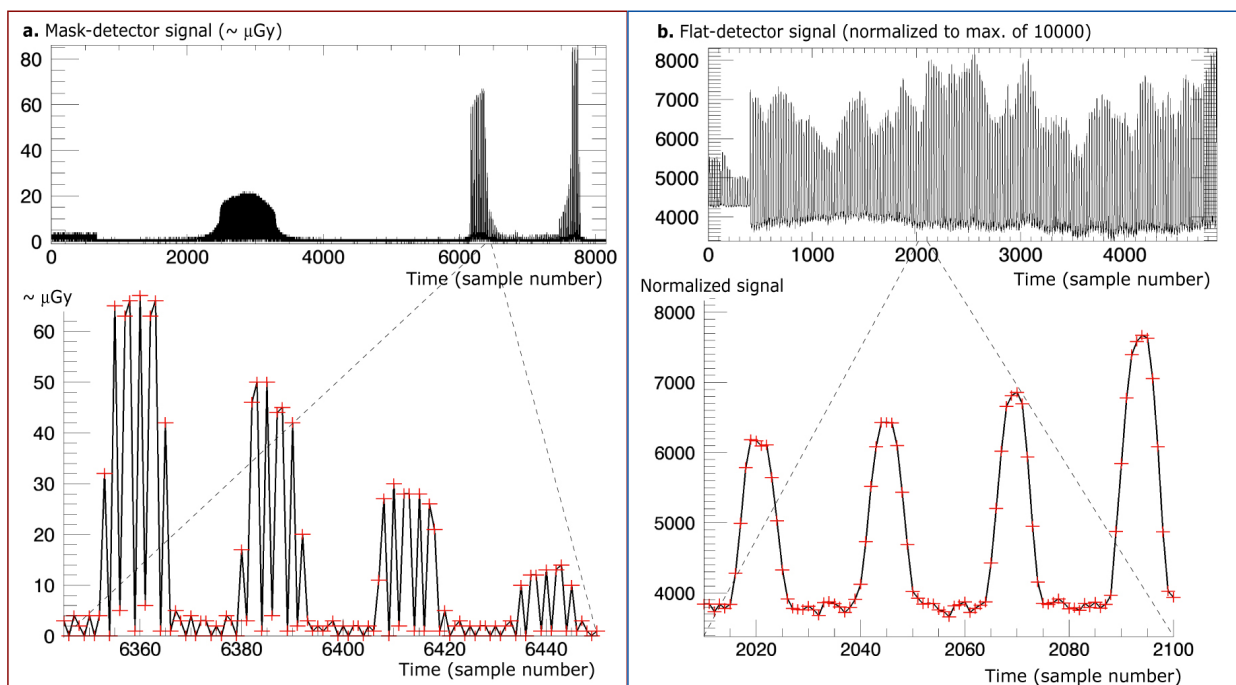 a. Mask-detector signal (~ μGy)
80
60
40
20
0
0 2000 4000 6000 8000
Time (sample number)
~ μGy
60
50
40
30
20
10
0
6360 6380 6400 6420 6440
Time (sample number)
b. Flat-detector signal (normalized to max. of 10000)
8000
7000
6000
5000
4000
0 1000 2000 3000 4000
Time (sample number)
Normalized signal
8000
7000
6000
5000
4000
2020 2040 2060 2080 2100
Time (sample number)